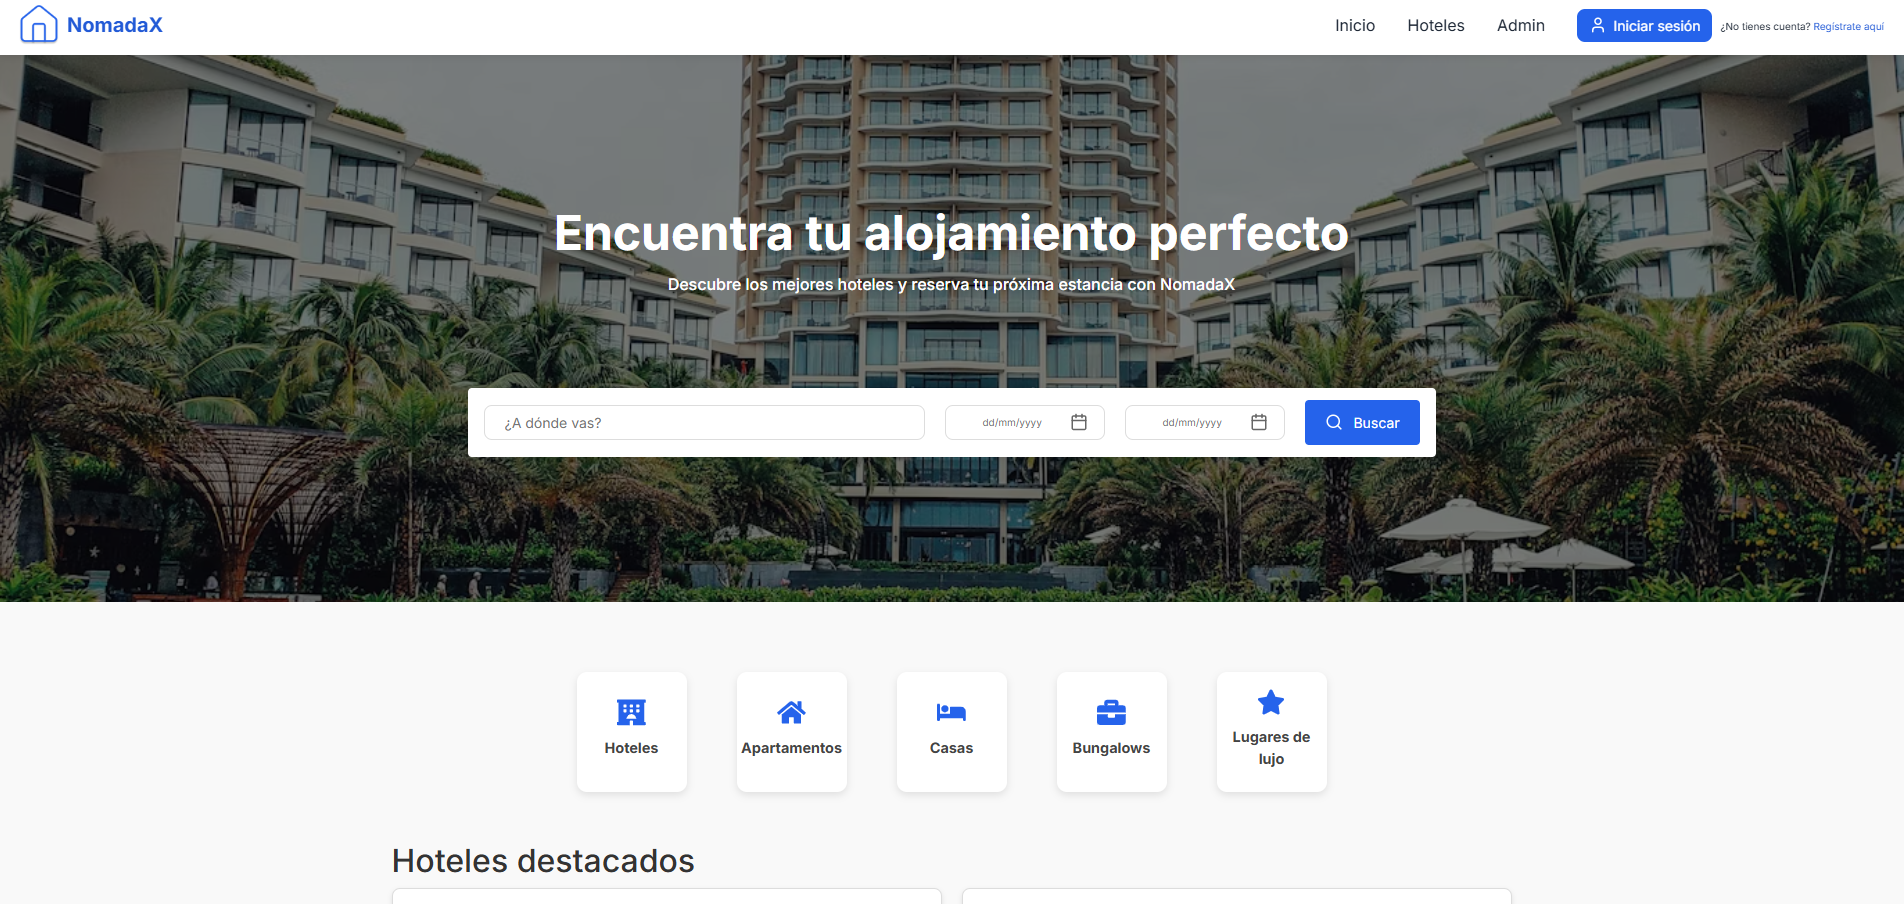 NomadaX
Inicio
Hoteles
Admin
Iniciar sesión
¿No tienes cuenta? Regístrate aquí
Encuentra tu alojamiento perfecto
Descubre los mejores hoteles y reserva tu próxima estancia con NomadaX
¿A dónde vas?
dd/mm/yyyy
dd/mm/yyyy
Buscar
Hoteles
Apartamentos
Casas
Bungalows
Lugares de
lujo
Hoteles destacados